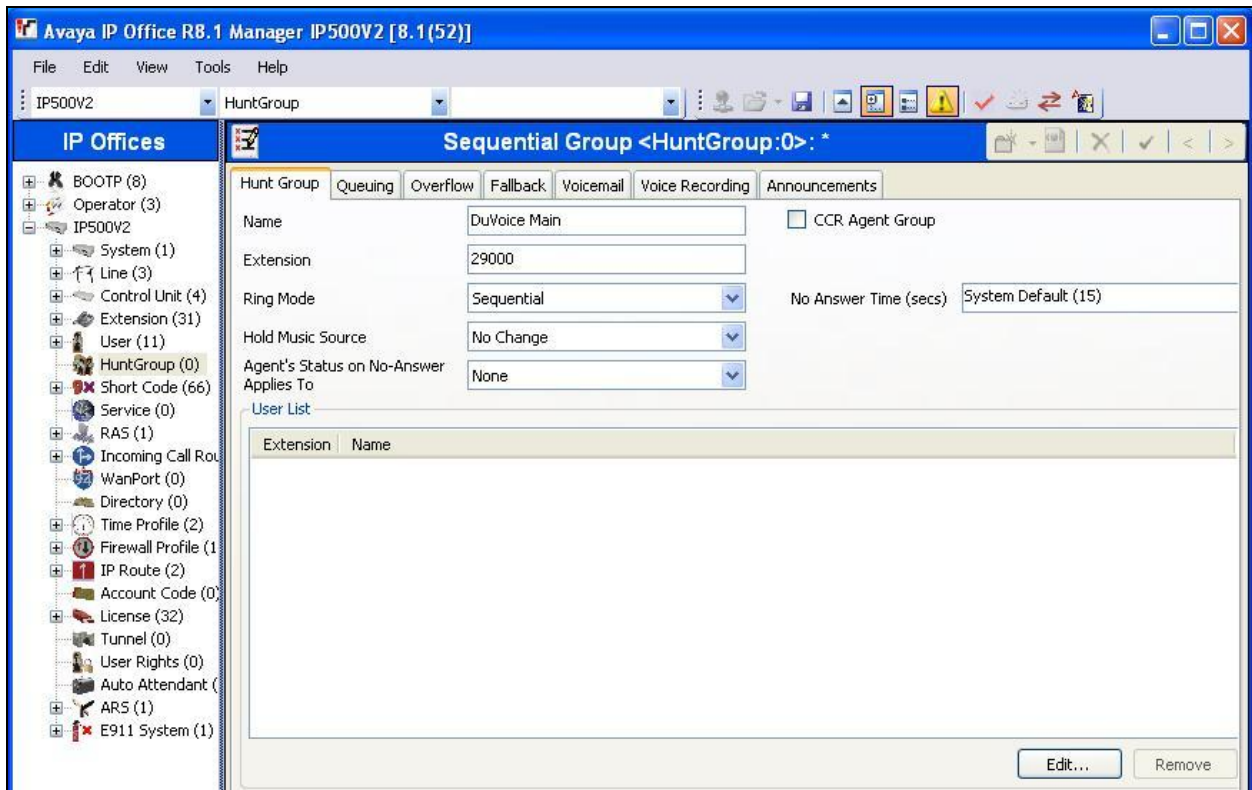 Avaya IP Office R8.1 Manager IP500V2 [8.1(52)]
File Edit View Tools Help
IP500V2 HuntGroup
IP Offices
BOOTP (8)
Operator (3)
IP500V2
System (1)
Line (3)
Control Unit (4)
Extension (31)
User (11)
HuntGroup (0)
Short Code (66)
Service (0)
RAS (1)
Incoming Call Rou
WanPort (0)
Directory (0)
Time Profile (2)
Firewall Profile (1
IP Route (2)
Account Code (0)
License (32)
Tunnel (0)
User Rights (0)
Auto Attendant (
ARS (1)
E911 System (1)
Sequential Group <HuntGroup:0>: *
Hunt Group Queuing Overflow Fallback Voicemail Voice Recording Announcements
Name DuVoice Main CCR Agent Group
Extension 29000
Ring Mode Sequential No Answer Time (secs) System Default (15)
Hold Music Source No Change
Agent's Status on No-Answer
Applies To None
User List
Extension Name
Edit... Remove